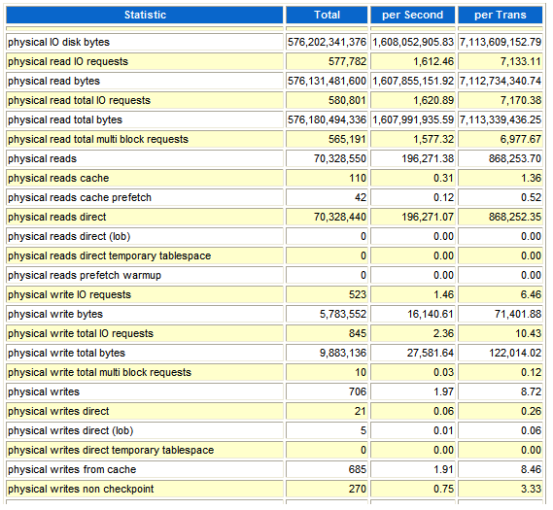 Statistic Total per Second per Trans
physical IO disk bytes 576,202,341,376 1,608,052,905.83 7,113,609,152.79
physical read IO requests 577,782 1,612.46 7,133.11
physical read bytes 576,131,481,600 1,607,855,151.92 7,112,734,340.74
physical read total IO requests 580,801 1,620.89 7,170.38
physical read total bytes 576,180,494,336 1,607,991,935.59 7,113,339,436.25
physical read total multi block requests 565,191 1,577.32 6,977.67
physical reads 70,328,550 196,271.38 868,253.70
physical reads cache 110 0.31 1.36
physical reads cache prefetch 42 0.12 0.52
physical reads direct 70,328,440 196,271.07 868,252.35
physical reads direct (lob) 0 0.00 0.00
physical reads direct temporary tablespace 0 0.00 0.00
physical reads prefetch warmup 0 0.00 0.00
physical write IO requests 523 1.46 6.46
physical write bytes 5,783,552 16,140.61 71,401.88
physical write total IO requests 845 2.36 10.43
physical write total bytes 9,883,136 27,581.64 122,014.02
physical write total multi block requests 10 0.03 0.12
physical writes 706 1.97 8.72
physical writes direct 21 0.06 0.26
physical writes direct (lob) 5 0.01 0.06
physical writes direct temporary tablespace 0 0.00 0.00
physical writes from cache 685 1.91 8.46
physical writes non checkpoint 270 0.75 3.33